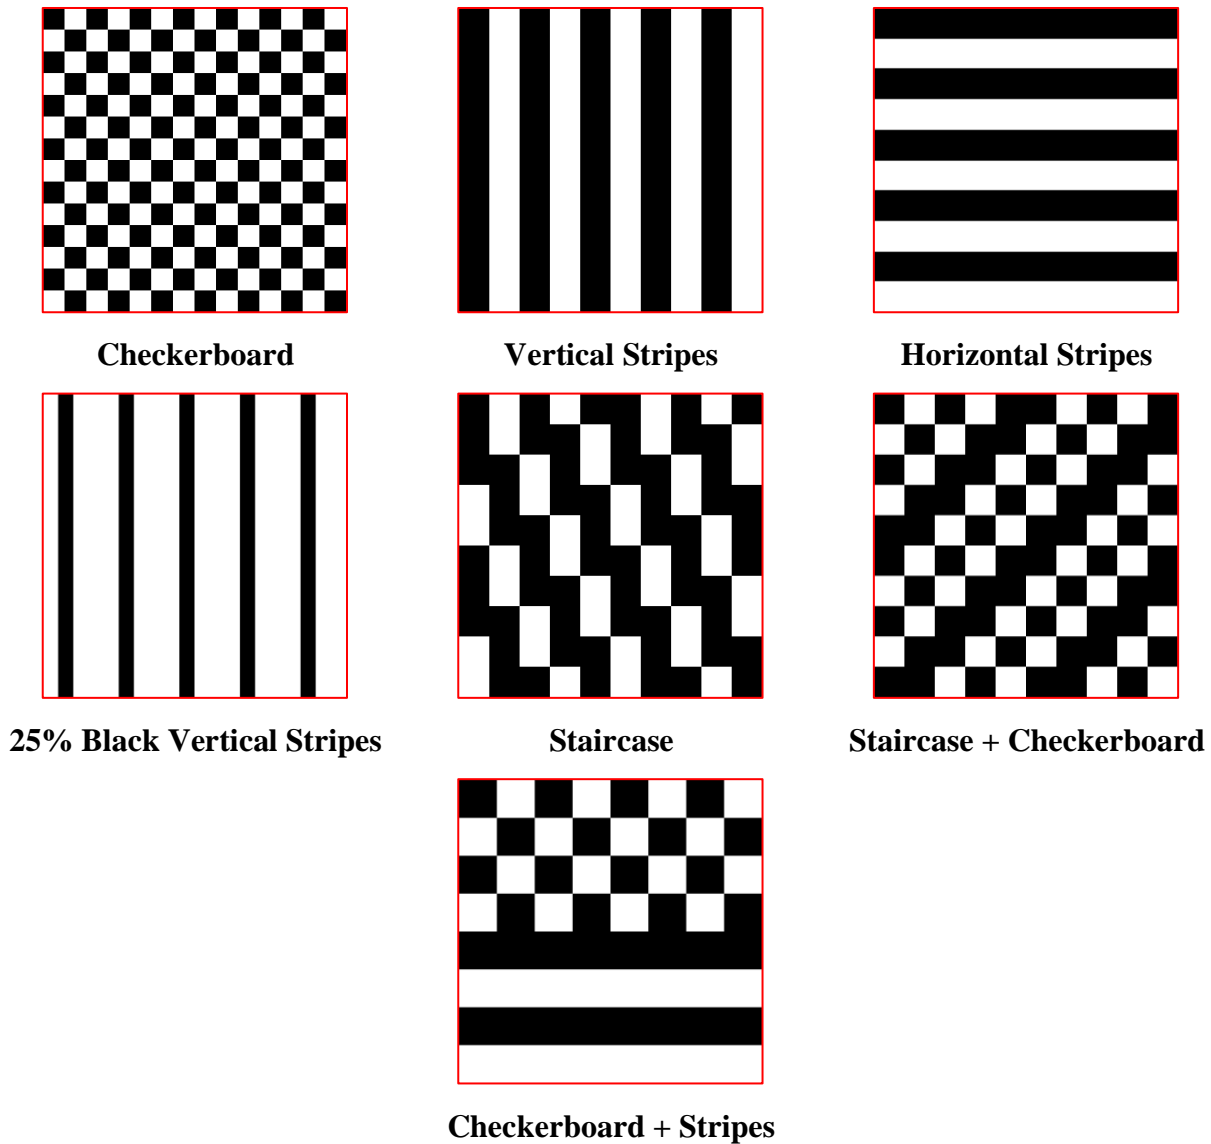 Checkerboard
Vertical Stripes
Horizontal Stripes
25% Black Vertical Stripes
Staircase
Staircase + Checkerboard
Checkerboard + Stripes